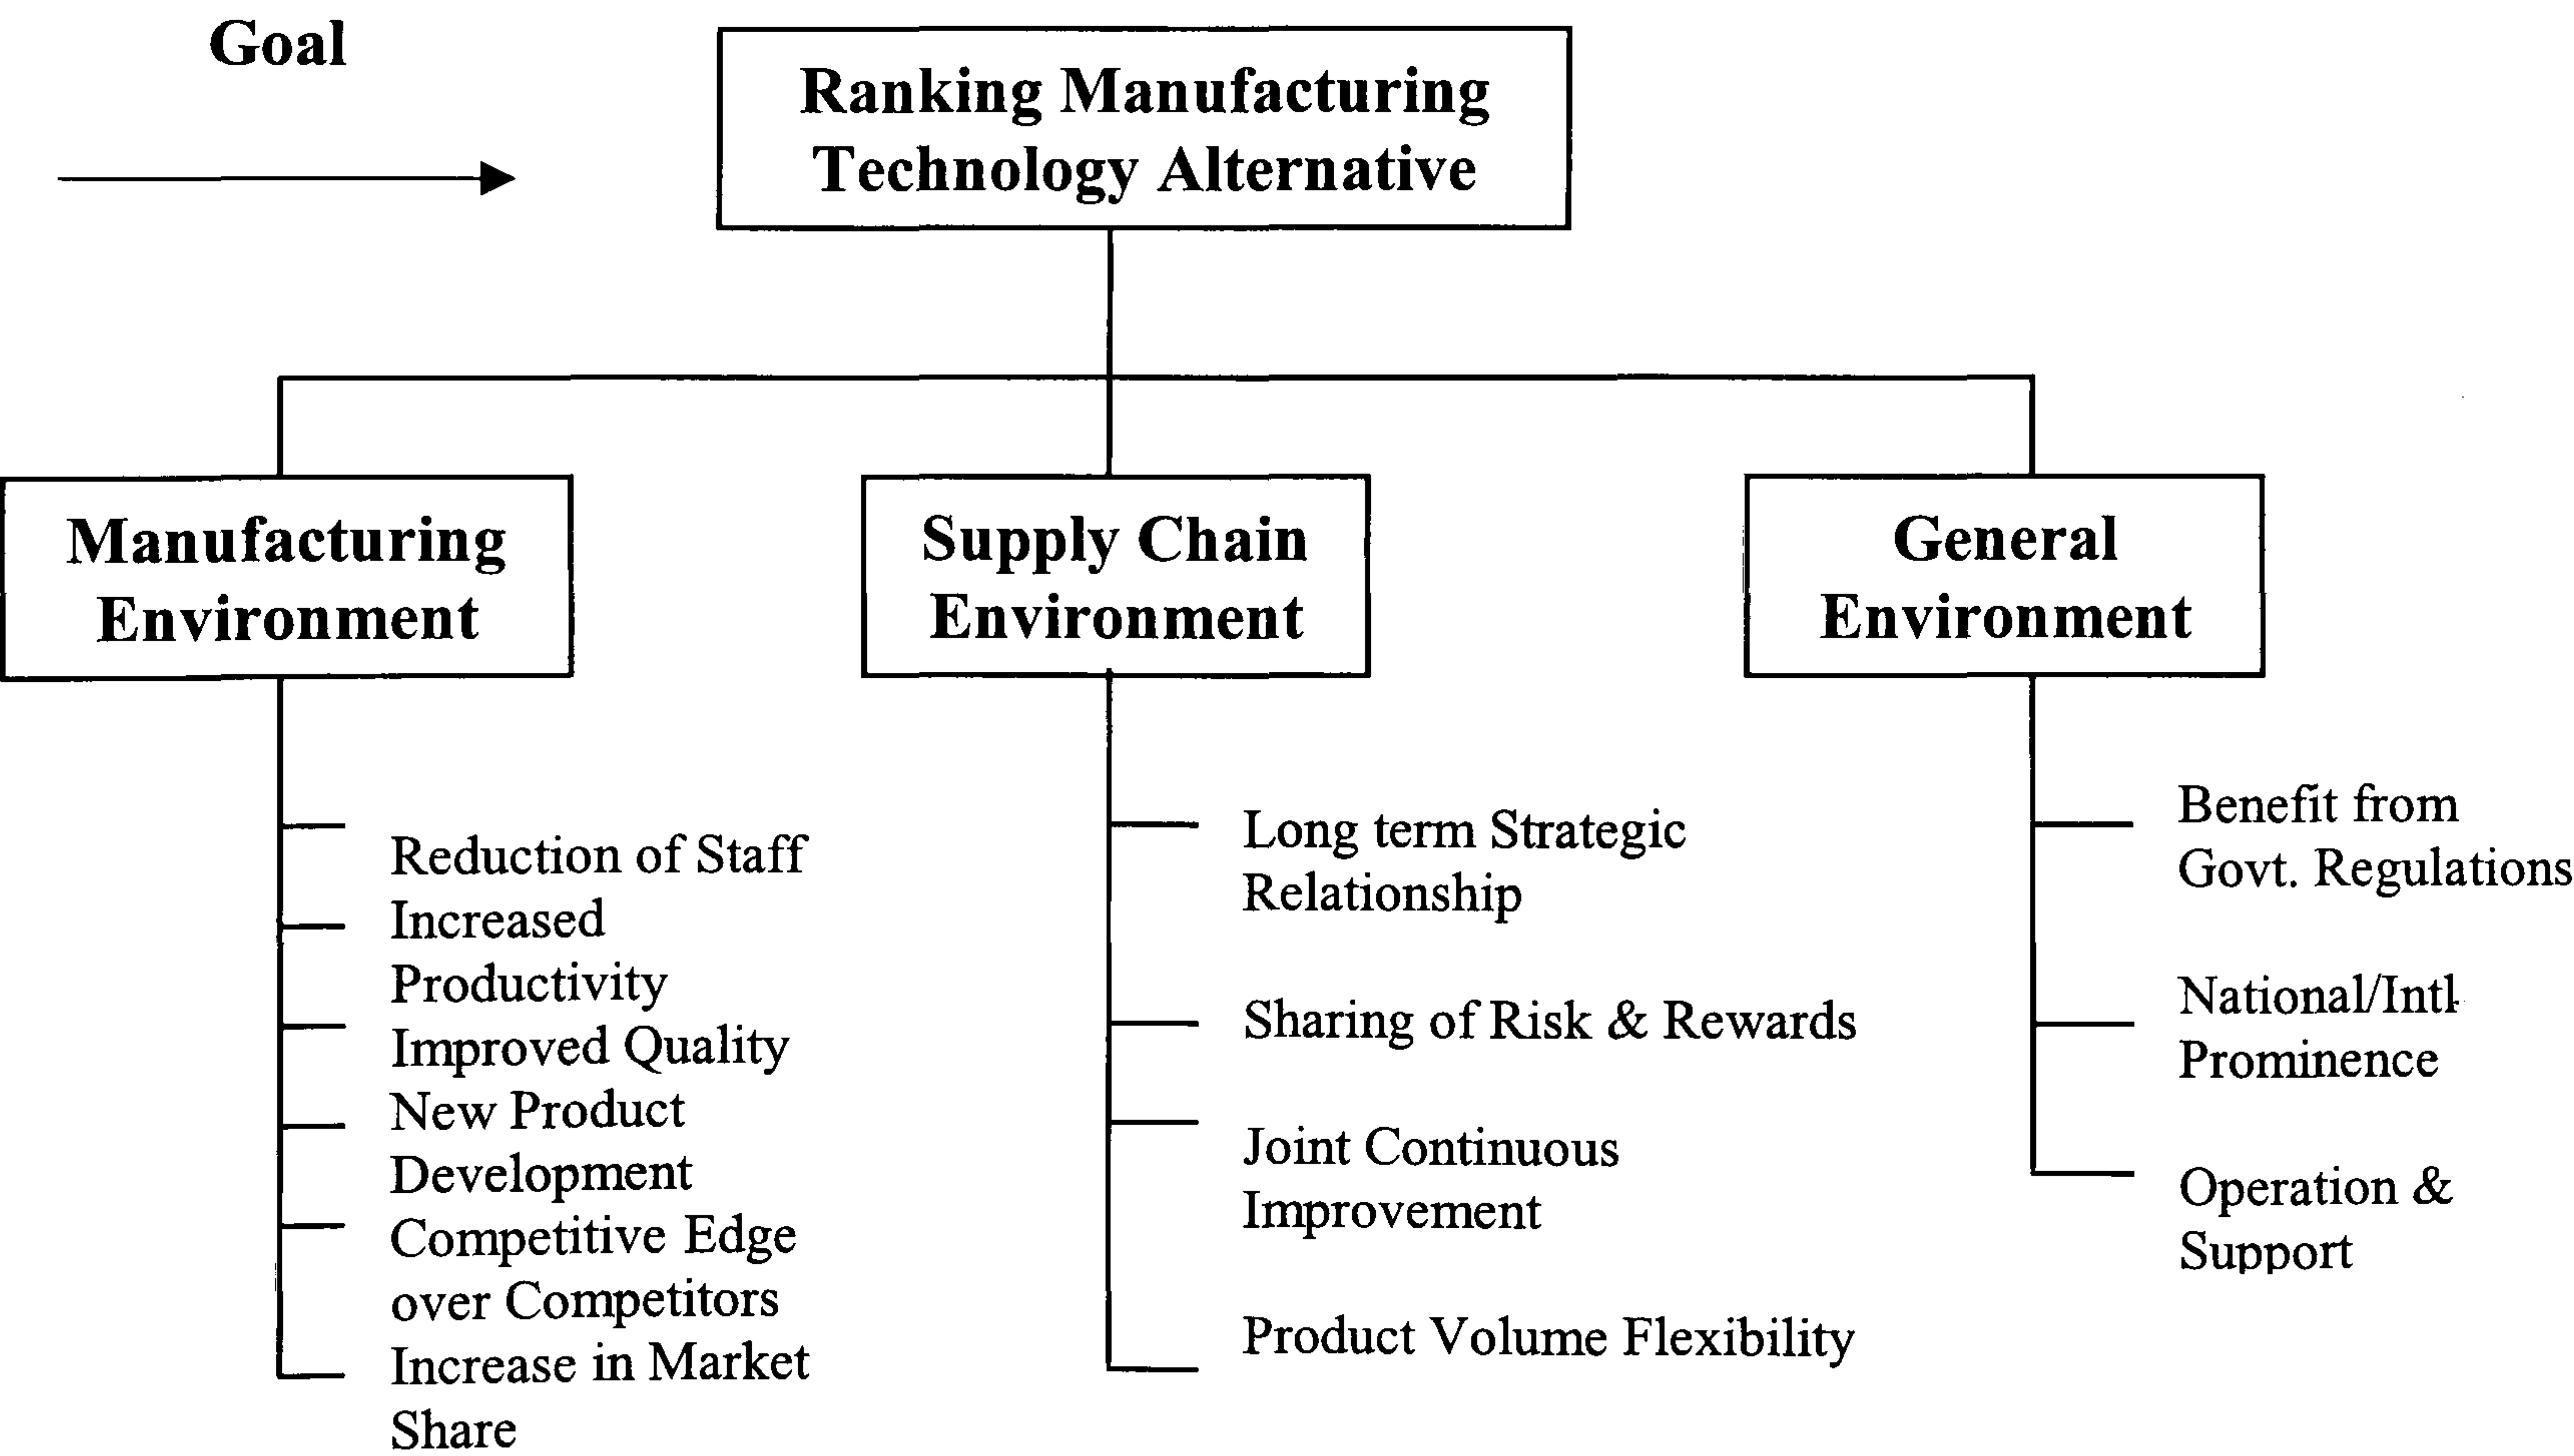 Goal
Ranking Manufacturing
Technology Alternative
Manufacturing
Environment
Supply Chain
Environment
General
Environment
Reduction of Staff
Increased
Productivity
Improved Quality
New Product
Development
Competitive Edge
over Competitors
Increase in Market
Share
Long term Strategic
Relationship
Sharing of Risk & Rewards
Joint Continuous
Improvement
Product Volume Flexibility
Benefit from
Govt. Regulations
National/Intl
Prominence
Operation &
Support